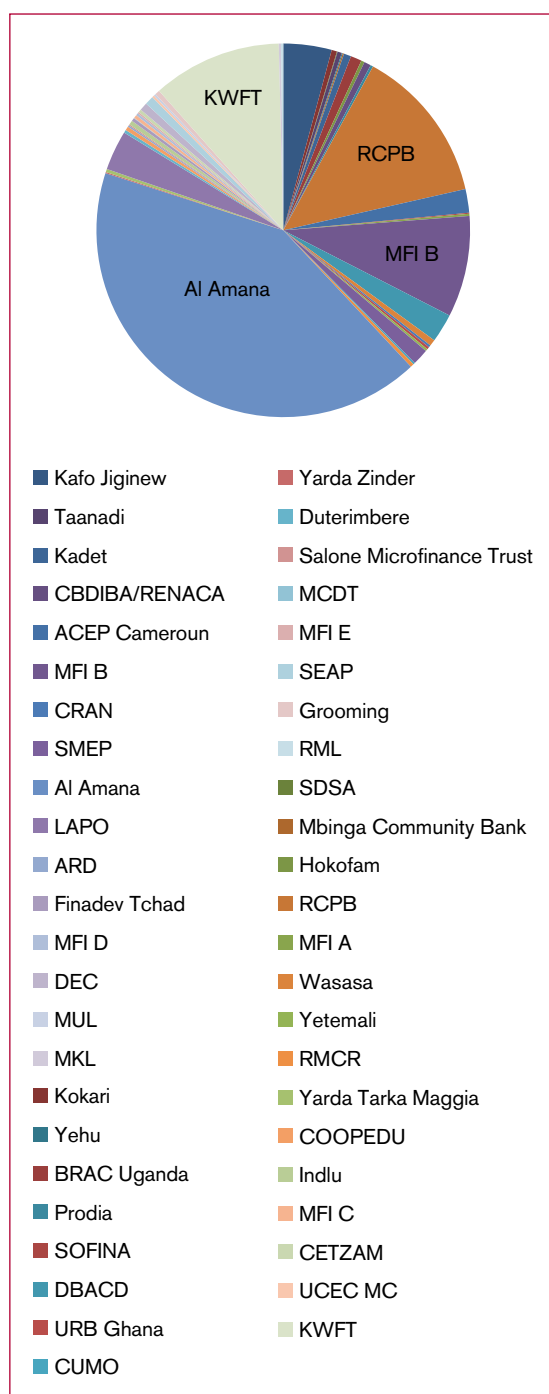 KWFT
RCPB
MFI B
Al Amana
Kafo Jiginew
Taanadi
Kadet
CBDIBA/RENACA
ACEP Cameroun
MFI B
CRAN
SMEP
Al Amana
LAPO
ARD
Finadev Tchad
MFI D
DEC
MUL
MKL
Kokari
Yehu
BRAC Uganda
Prodia
SOFINA
DBACD
URB Ghana
CUMO
Yarda Zinder
Duterimbere
Salone Microfinance Trust
MCDT
MFI E
SEAP
Grooming
RML
SDSA
Mbinga Community Bank
Hokofam
RCPB
MFI A
Wasasa
Yetemali
RMCR
Yarda Tarka Maggia
COOPEDU
Indlu
MFI C
CETZAM
UCEC MC
KWFT